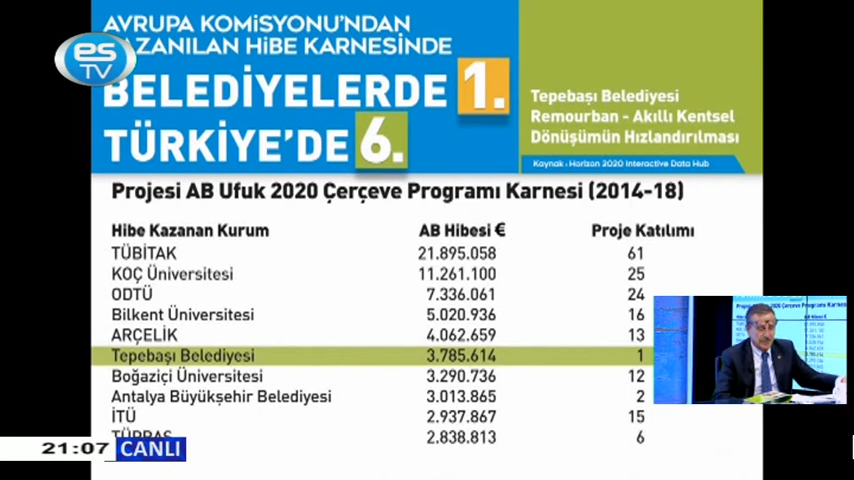 AVRUPA KOMİSYONU'NDAN
KAZANILAN HİBE KARNESİNDE
BELEDİYELERDE 1.
TÜRKİYE'DE 6.
es
TV
Tepebaşı Belediyesi
Remourban - Akıllı Kentsel
Dönüşümün Hızlandırılması
Kaynak : Horizon 2020 Interactive Data Hub
Projesi AB Ufuk 2020 Çerçeve Programı Karnesi (2014-18)
Hibe Kazanan Kurum AB Hibesi € Proje Katılımı
TÜBİTAK 21.895.058 61
KOÇ Üniversitesi 11.261.100 25
ODTÜ 7.336.061 24
Bilkent Üniversitesi 5.020.936 16
ARÇELİK 4.062.659 13
Tepebaşı Belediyesi 3.785.614 1
Boğaziçi Üniversitesi 3.290.736 12
Antalya Büyükşehir Belediyesi 3.013.865 2
İTÜ 2.937.867 15
TÜPRAŞ 2.838.813 6
21:07 CANLI